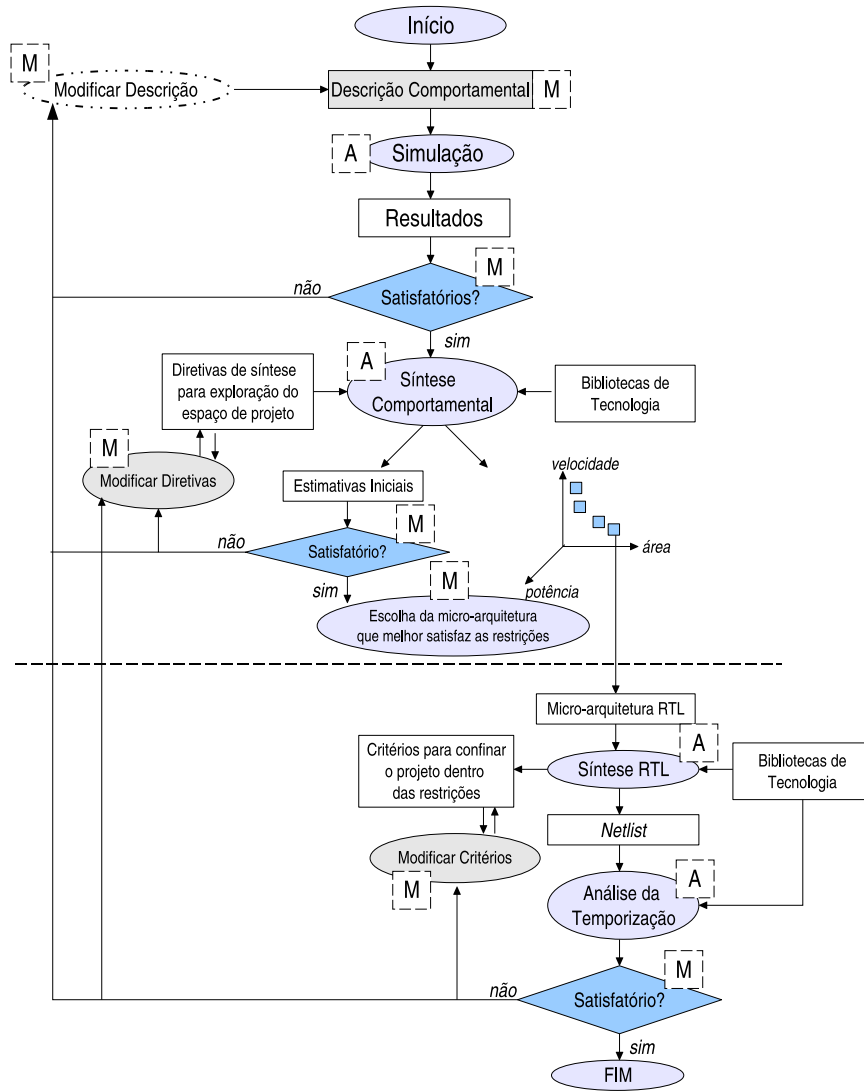 Início
M
Modificar Descrição
Descrição Comportamental
M
A
Simulação
Resultados
M
não
Satisfatórios?
sim
A
Síntese
Comportamental
Diretivas de síntese
para exploração do
espaço de projeto
Bibliotecas de
Tecnologia
M
Modificar Diretivas
Estimativas Iniciais
velocidade
área
potência
M
não
Satisfatório?
sim
M
Escolha da micro-arquitetura
que melhor satisfaz as restrições
Micro-arquitetura RTL
A
Síntese RTL
Critérios para confinar
o projeto dentro
das restrições
Bibliotecas de
Tecnologia
Netlist
Modificar Critérios
M
A
Análise da
Temporização
M
não
Satisfatório?
sim
FIM